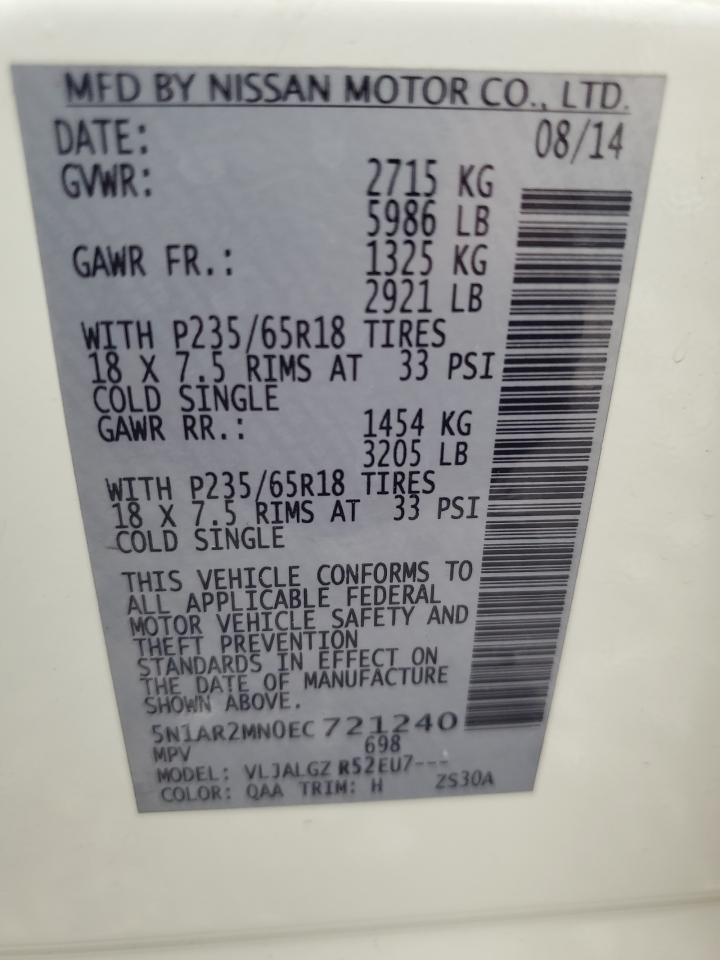 MFD BY NISSAN MOTOR CO., LTD.
DATE: 08/14
GVWR: 2715 KG
5986 LB
GAWR FR.: 1325 KG
2921 LB
WITH P235/65R18 TIRES
18 X 7.5 RIMS AT 33 PSI
COLD SINGLE
GAWR RR.: 1454 KG
3205 LB
WITH P235/65R18 TIRES
18 X 7.5 RIMS AT 33 PSI
COLD SINGLE
THIS VEHICLE CONFORMS TO
ALL APPLICABLE FEDERAL
MOTOR VEHICLE SAFETY AND
THEFT PREVENTION
STANDARDS IN EFFECT ON
THE DATE OF MANUFACTURE
SHOWN ABOVE.
5N1AR2MN0EC721240
MPV 698
MODEL: VLJALGZ R52EU7---
COLOR: QAA TRIM: H ZS30A